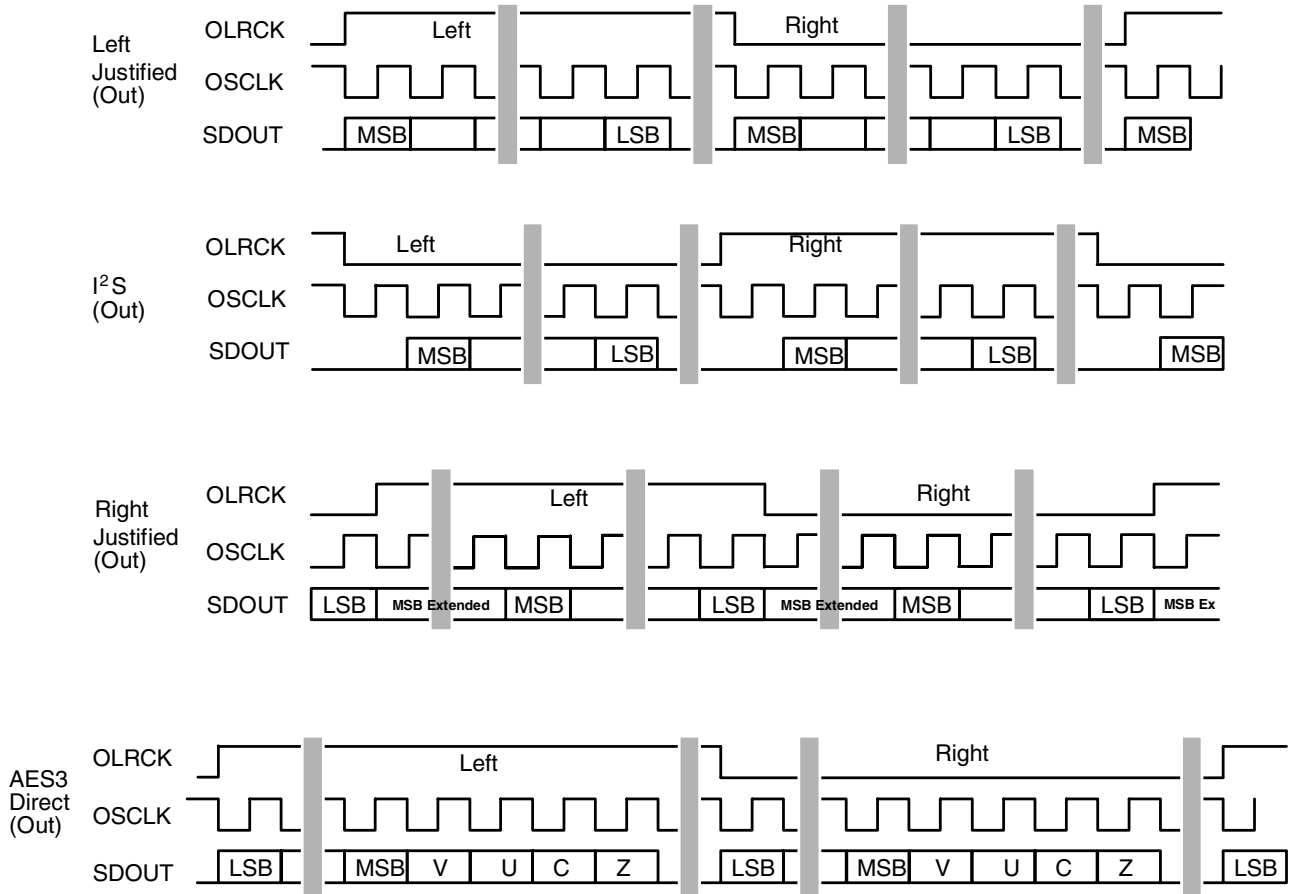 OLRCK Left Right
Left
Justified
(Out)
OSCLK
SDOUT MSB LSB MSB LSB MSB
OLRCK Left Right
I²S
(Out)
OSCLK
SDOUT MSB LSB MSB LSB MSB
OLRCK Left Right
Right
Justified
(Out)
OSCLK
SDOUT LSB MSB Extended MSB LSB MSB Extended MSB LSB MSB Ex
OLRCK Left Right
AES3
Direct
(Out)
OSCLK
SDOUT LSB MSB V U C Z LSB MSB V U C Z LSB